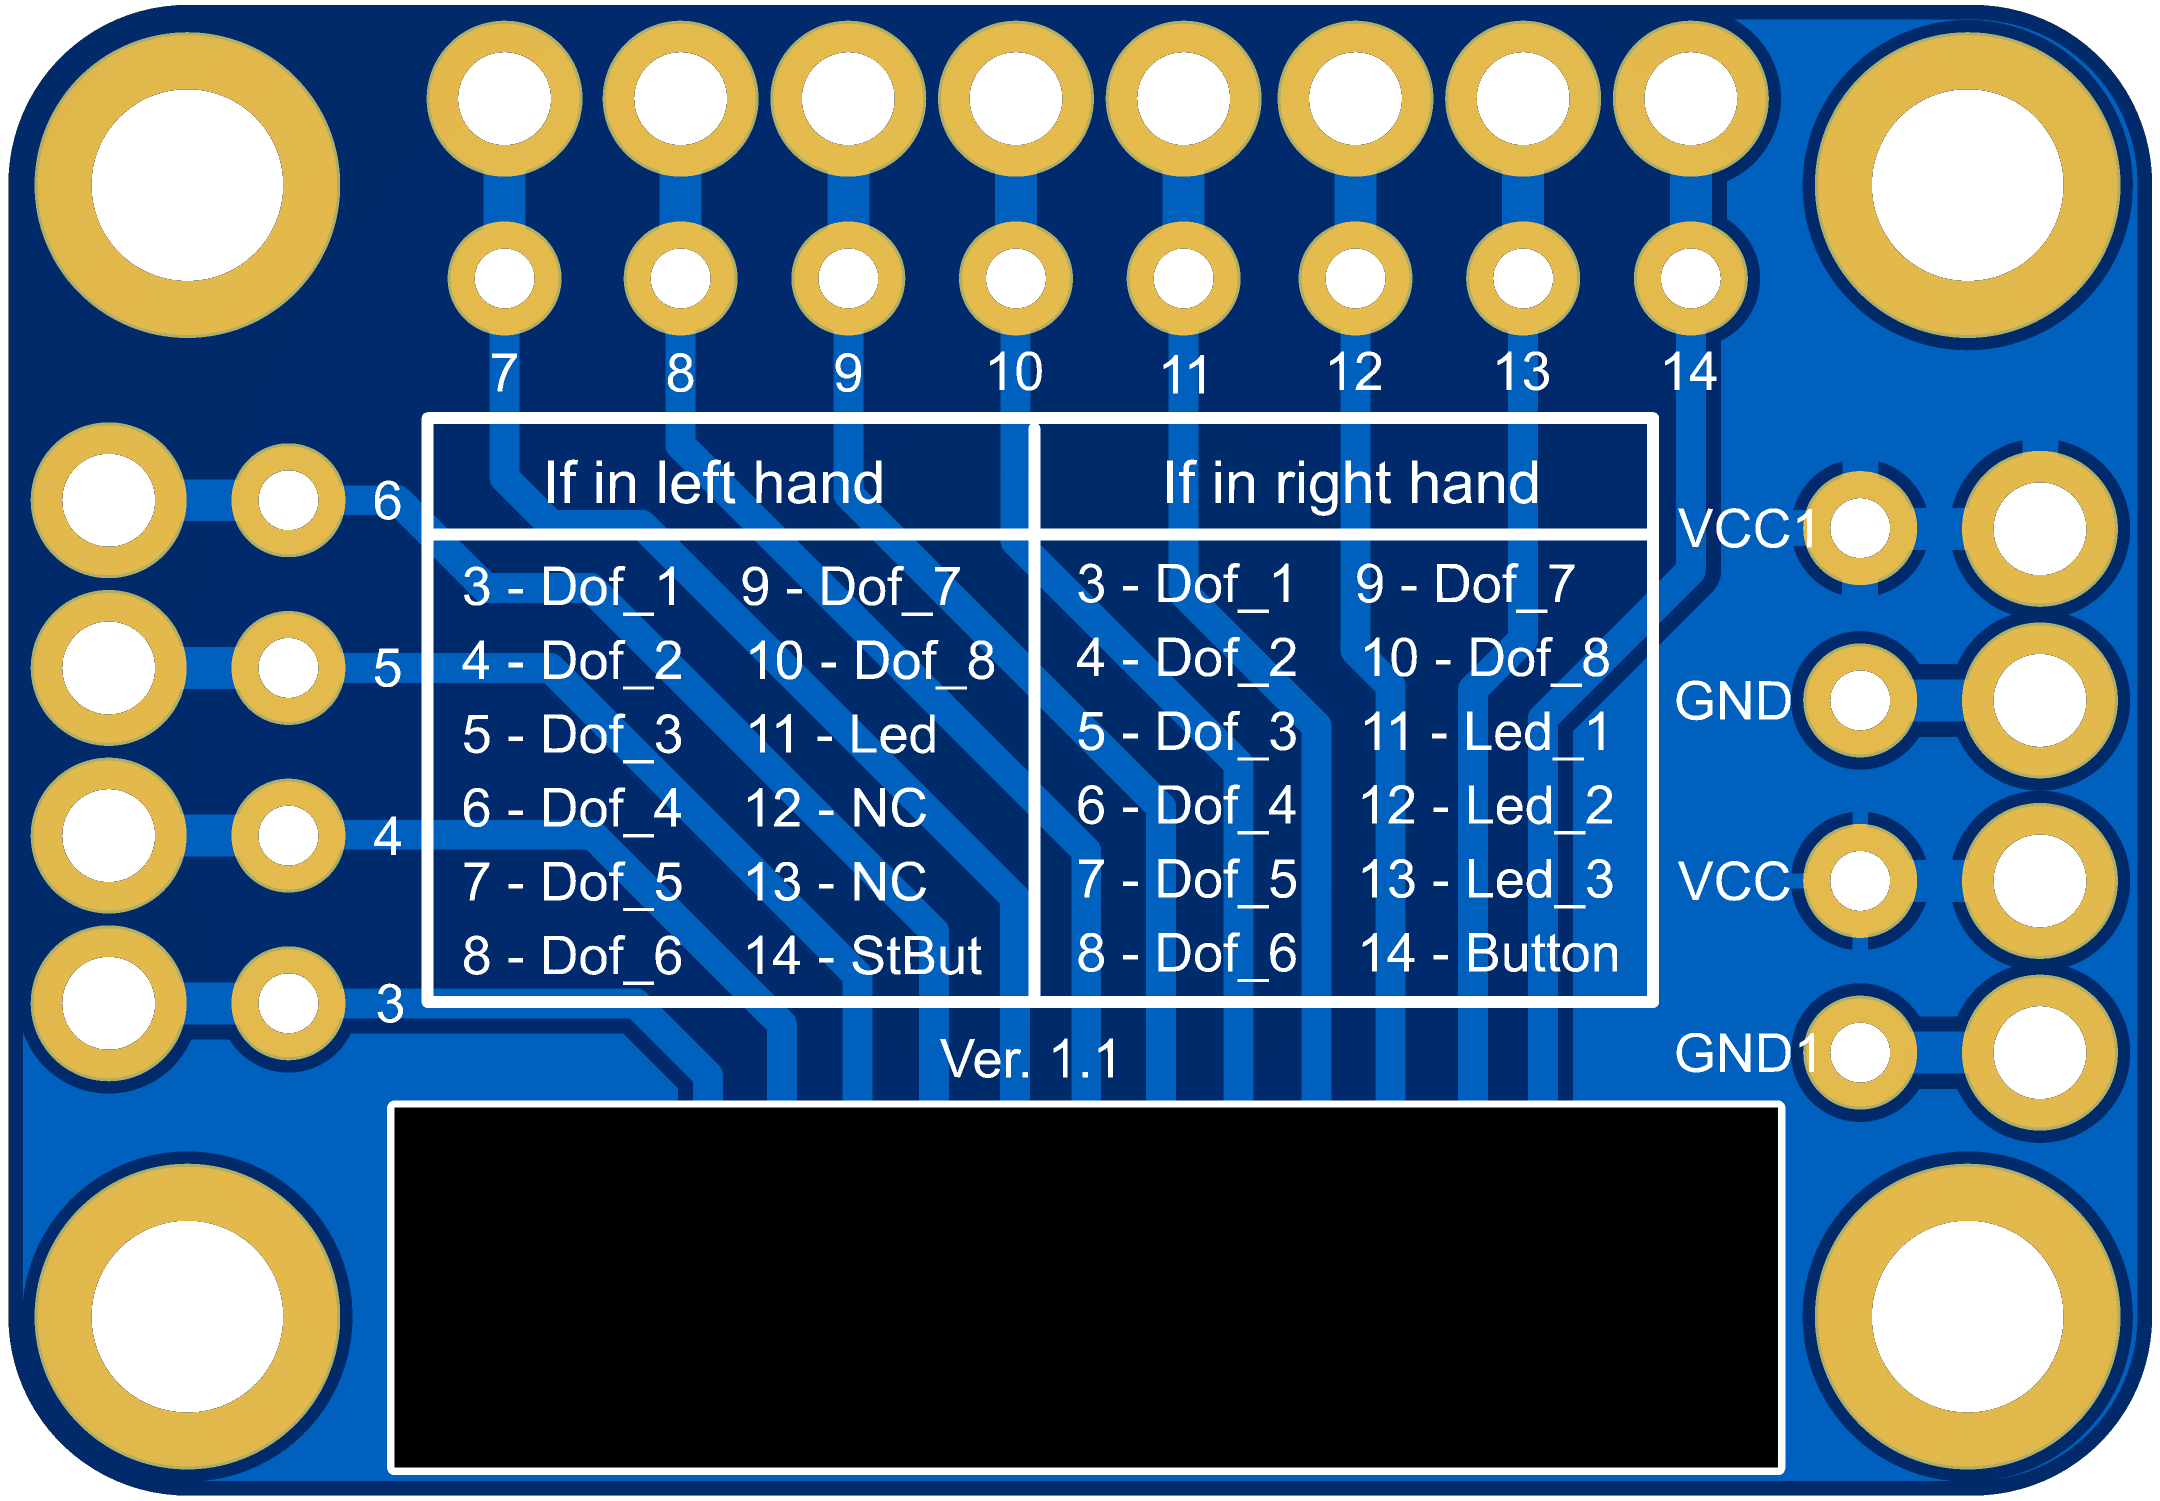 7 8 9 10 11 12 13 14
6
5
4
3
If in left hand
3 - Dof_1 9 - Dof_7
4 - Dof_2 10 - Dof_8
5 - Dof_3 11 - Led
6 - Dof_4 12 - NC
7 - Dof_5 13 - NC
8 - Dof_6 14 - StBut
If in right hand
3 - Dof_1 9 - Dof_7
4 - Dof_2 10 - Dof_8
5 - Dof_3 11 - Led_1
6 - Dof_4 12 - Led_2
7 - Dof_5 13 - Led_3
8 - Dof_6 14 - Button
VCC1
GND
VCC
GND1
Ver. 1.1